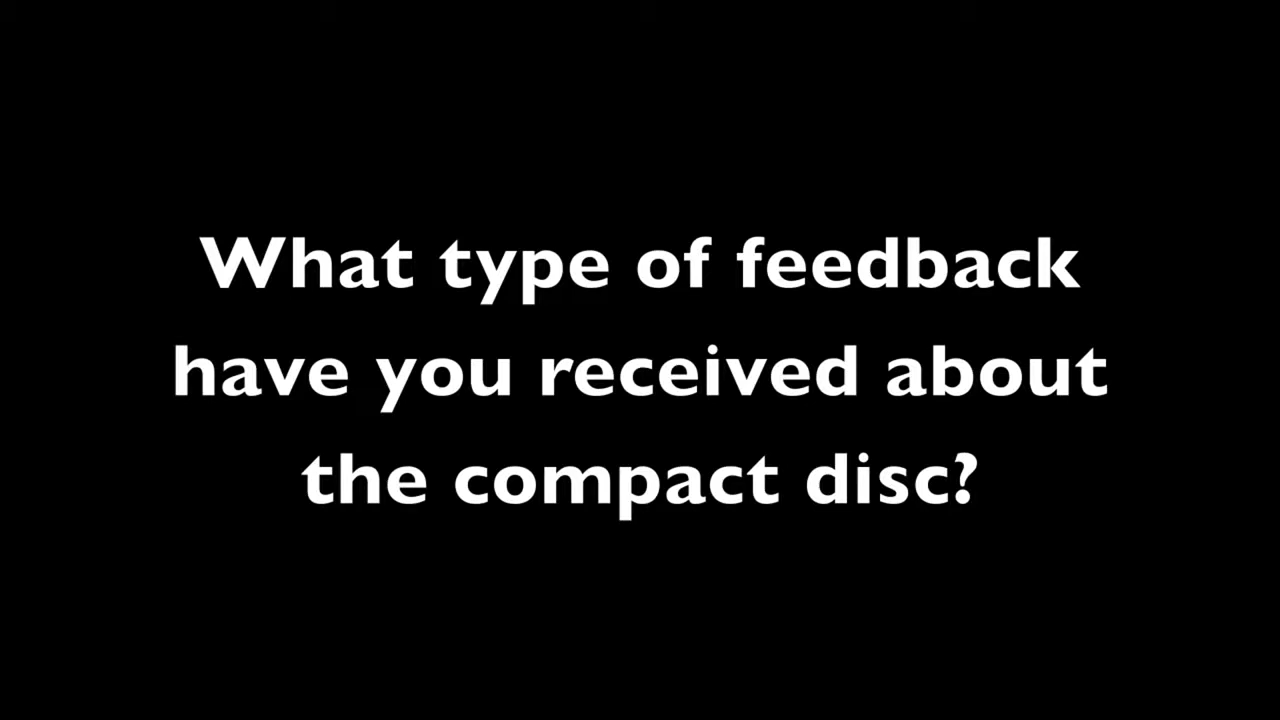 What type of feedback
have you received about
the compact disc?